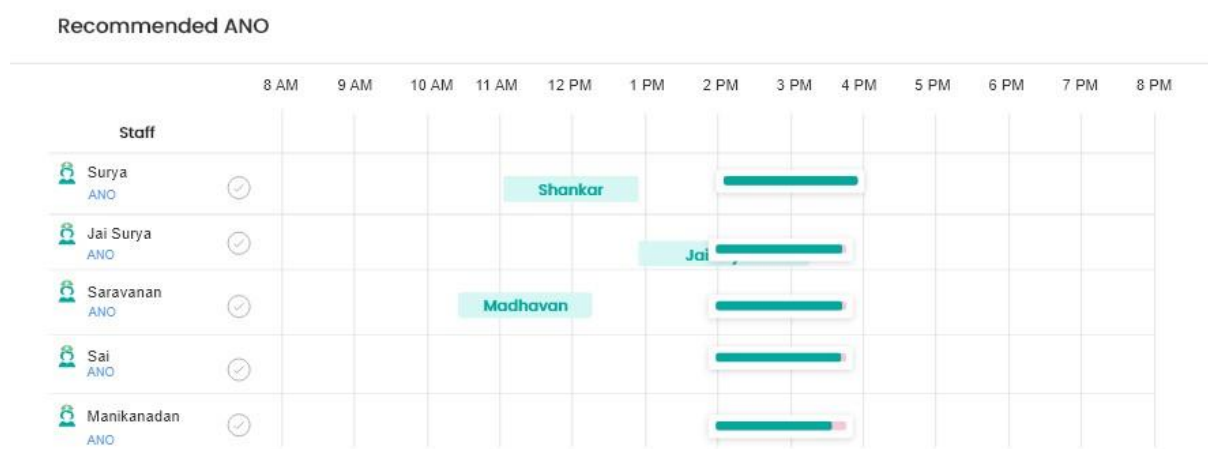 Recommended ANO
8 AM 9 AM 10 AM 11 AM 12 PM 1 PM 2 PM 3 PM 4 PM 5 PM 6 PM 7 PM 8 PM
Staff
Surya
ANO
Shankar
Jai Surya
ANO
Jai
Saravanan
ANO
Madhavan
Sai
ANO
Manikanadan
ANO